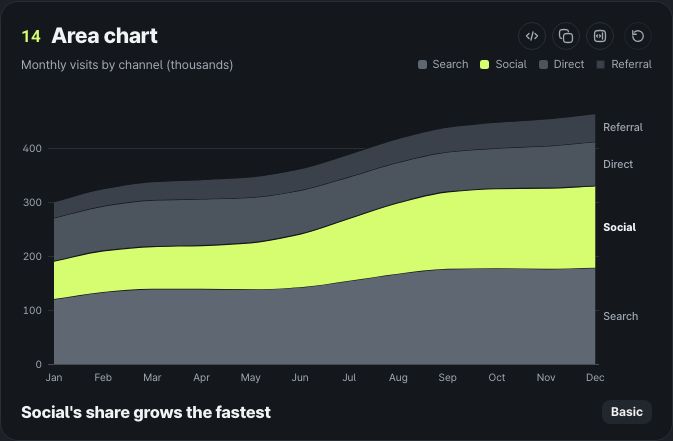 14 Area chart
Monthly visits by channel (thousands)
Search Social Direct Referral
400
300
200
100
0
Referral
Direct
Social
Search
Jan Feb Mar Apr May Jun Jul Aug Sep Oct Nov Dec
Social's share grows the fastest
Basic